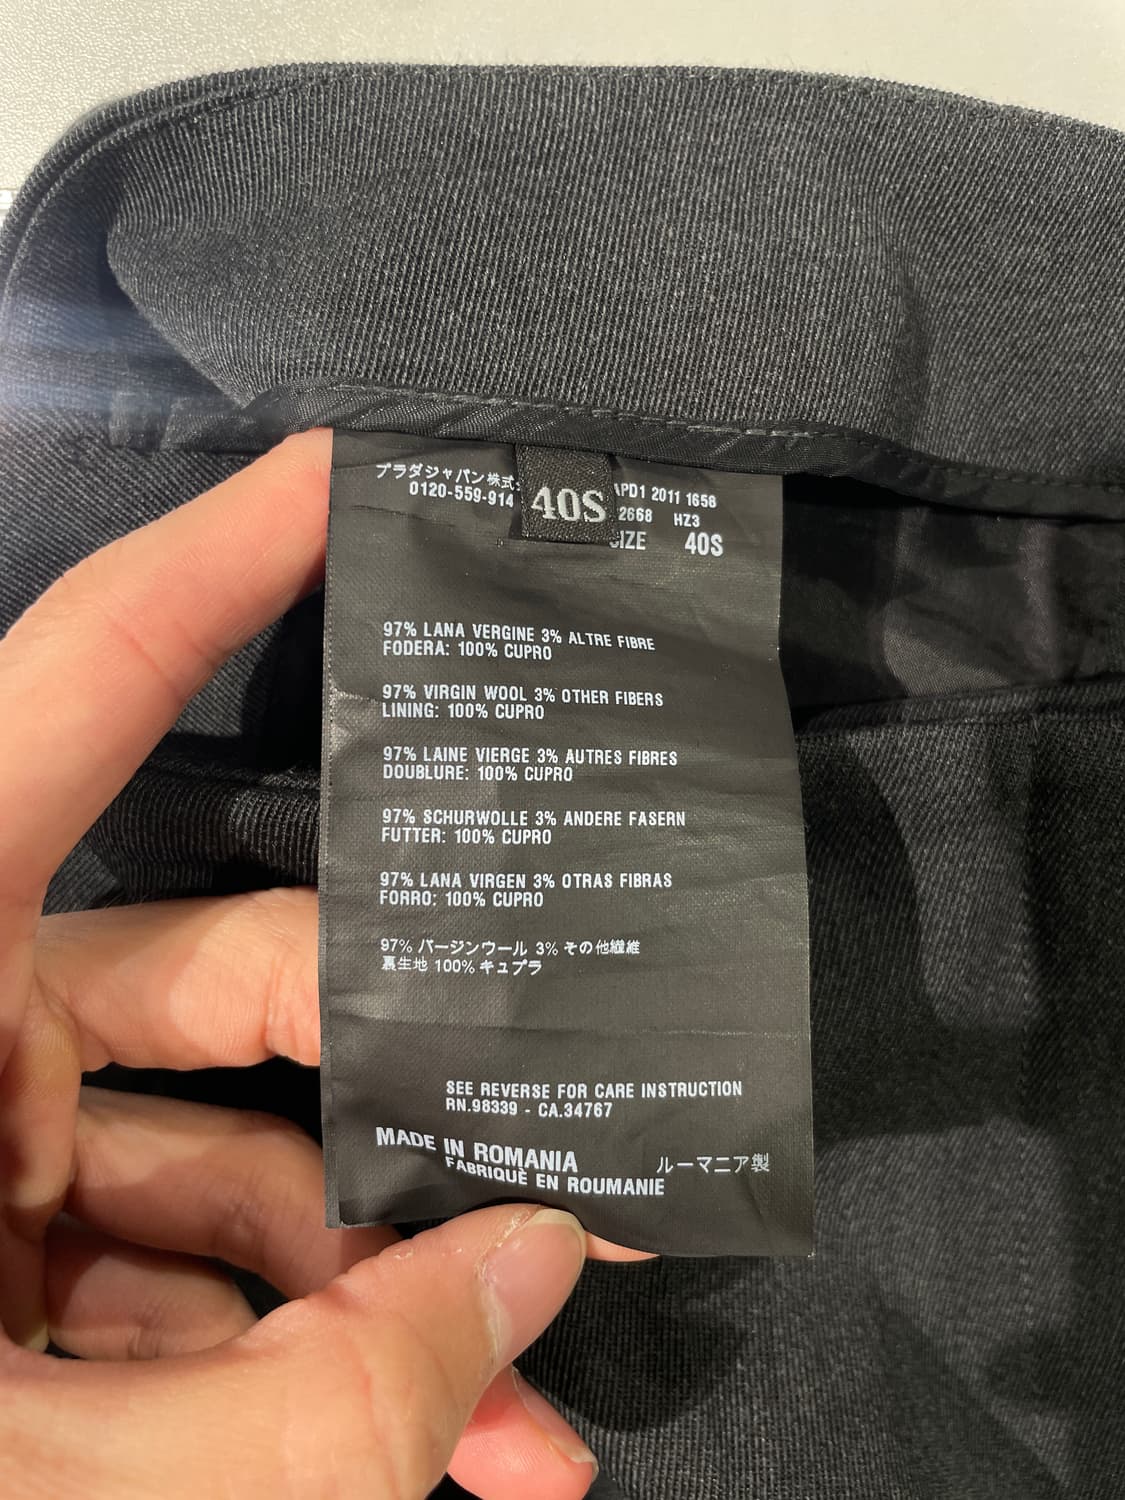 プラダジャパン株式
0120-559-914
40S
APD1 2011 1658
2668 HZ3
SIZE 40S
97% LANA VERGINE 3% ALTRE FIBRE
FODERA: 100% CUPRO
97% VIRGIN WOOL 3% OTHER FIBERS
LINING: 100% CUPRO
97% LAINE VIERGE 3% AUTRES FIBRES
DOUBLURE: 100% CUPRO
97% SCHURWOLLE 3% ANDERE FASERN
FUTTER: 100% CUPRO
97% LANA VIRGEN 3% OTRAS FIBRAS
FORRO: 100% CUPRO
97% バージンウール 3% その他繊維
裏生地 100% キュプラ
SEE REVERSE FOR CARE INSTRUCTION
RN.98339 - CA.34767
MADE IN ROMANIA
FABRIQUÈ EN ROUMANIE
ルーマニア製